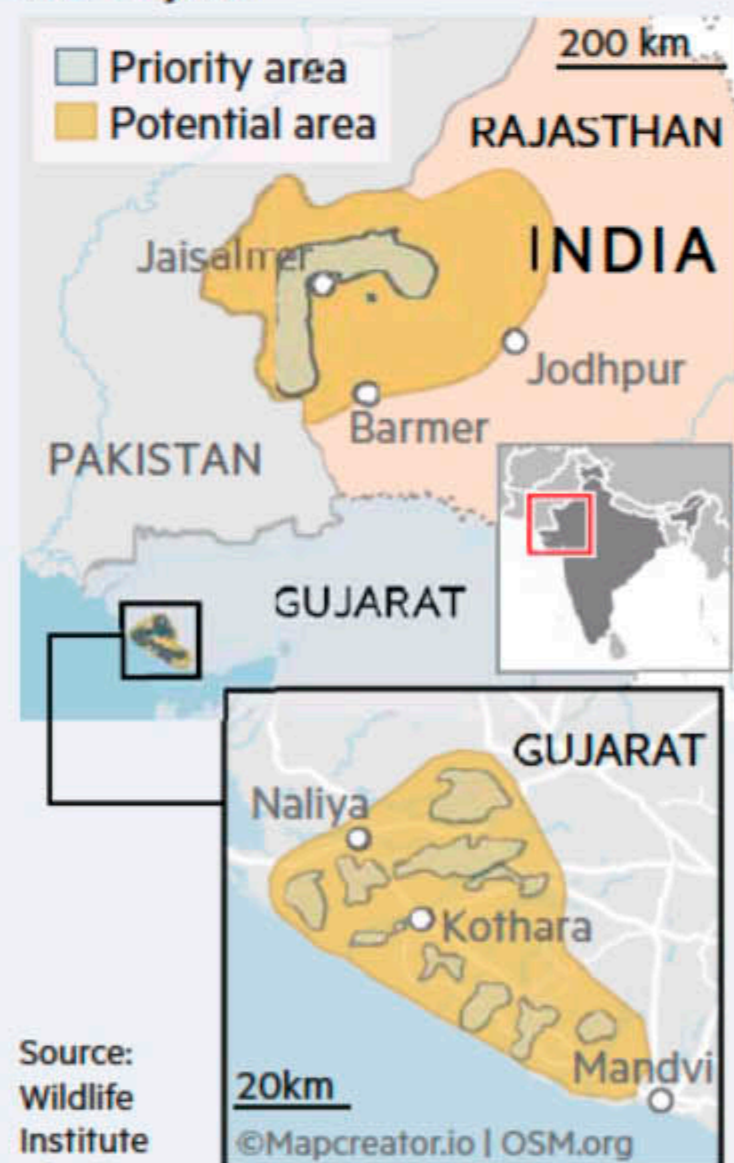 Priority area
Potential area
200 km
RAJASTHAN
INDIA
Jaisalmer
Jodhpur
Barmer
PAKISTAN
GUJARAT
GUJARAT
Naliya
Kothara
Mandvi
20km
©Mapcreator.io | OSM.org
Source:
Wildlife
Institute